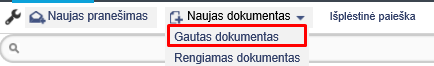 Naujas pranešimas Naujas dokumentas Išplėstinė paieška
Gautas dokumentas
Rengiamas dokumentas